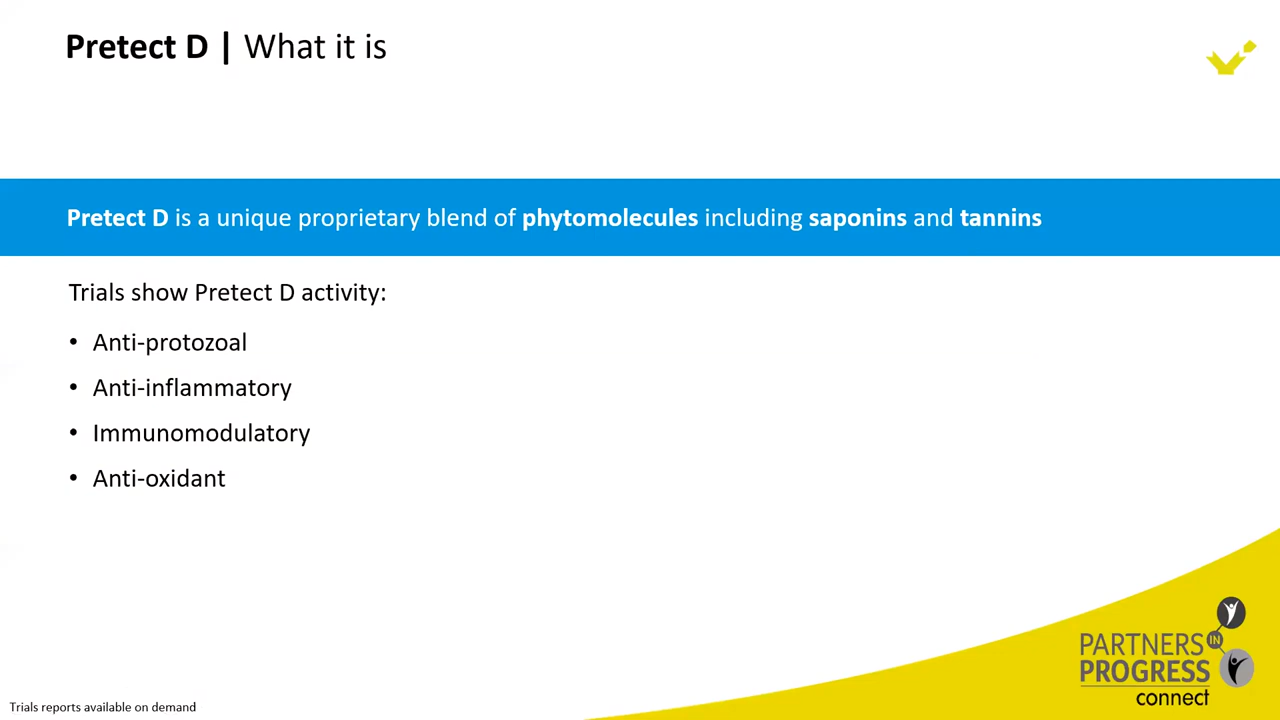 Pretect D | What it is
Pretect D is a unique proprietary blend of phytomolecules including saponins and tannins
Trials show Pretect D activity:
• Anti-protozoal
• Anti-inflammatory
• Immunomodulatory
• Anti-oxidant
PARTNERS IN
PROGRESS
connect
Trials reports available on demand